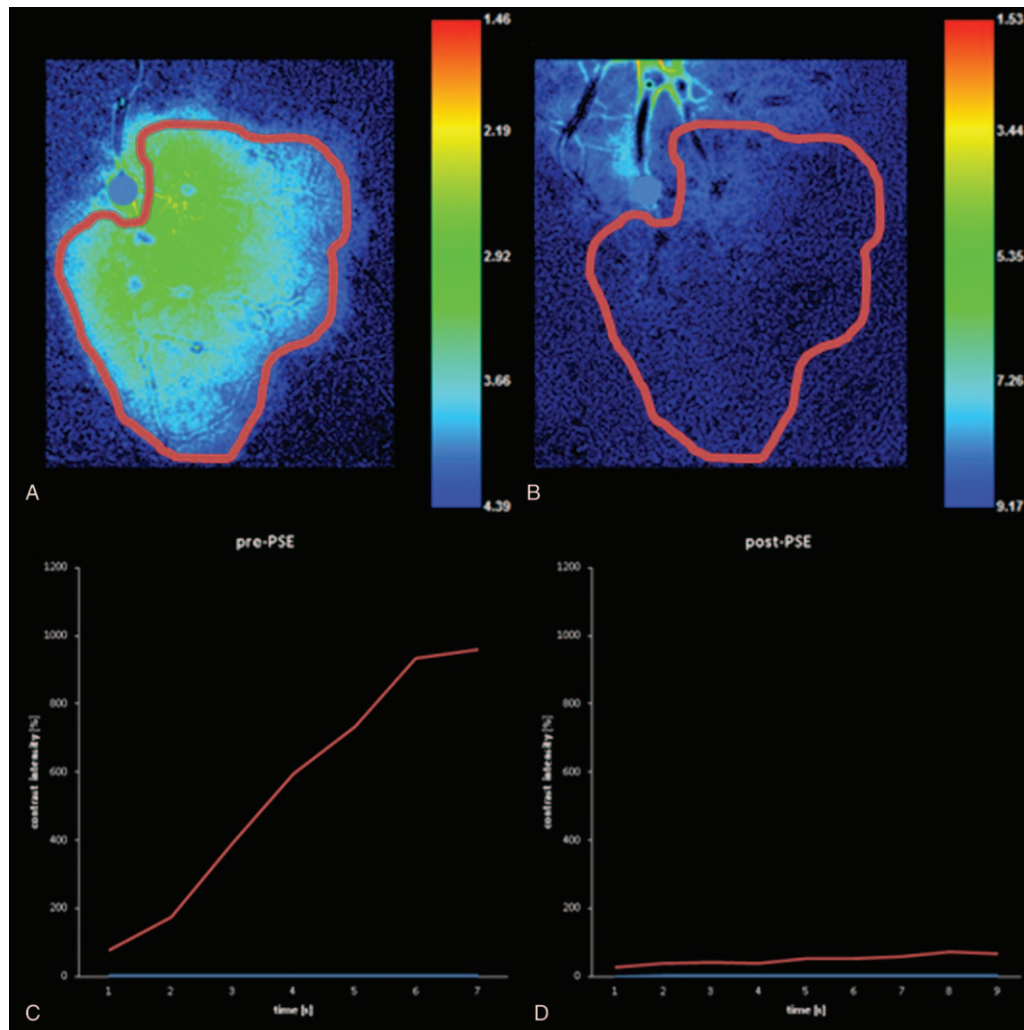 1.46
2.19
2.92
3.66
4.39
A
1.53
3.44
5.35
7.26
9.17
B
pre-PSE
1200
1000
800
600
400
200
0
contrast intensity [%]
1 2 3 4 5 6 7
time [s]
C
post-PSE
1200
1000
800
600
400
200
0
contrast intensity [%]
1 2 3 4 5 6 7 8 9
time [s]
D